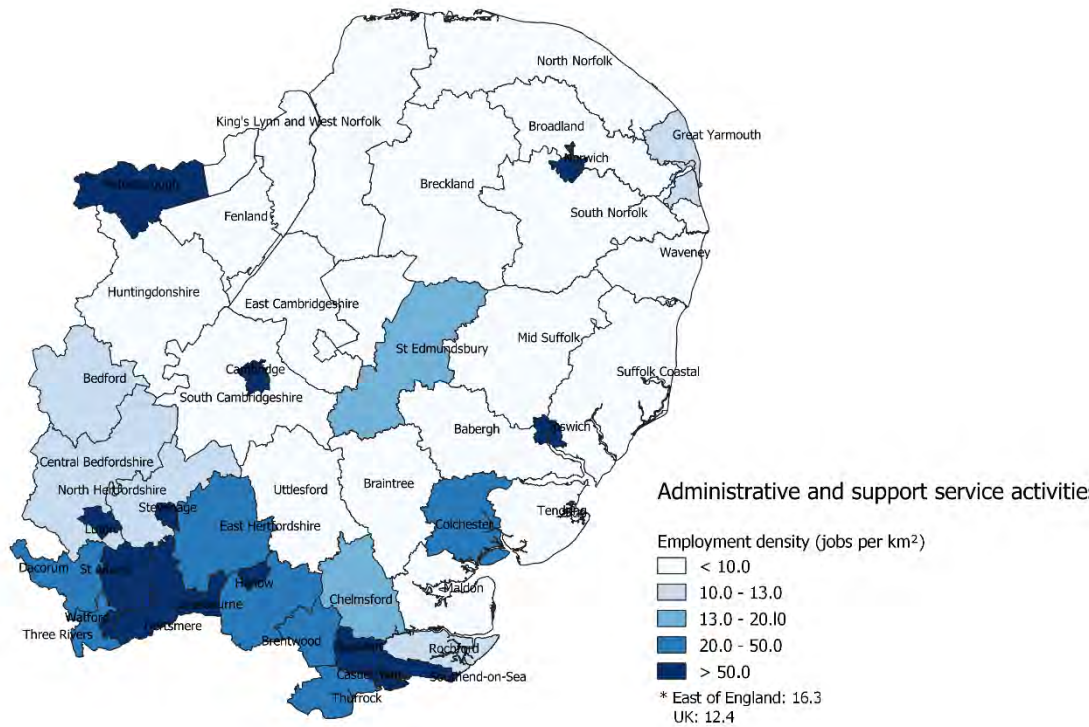 North Norfolk
King's Lynn and West Norfolk
Broadland
Great Yarmouth
Norwich
Breckland
Peterborough
South Norfolk
Fenland
Waveney
Huntingdonshire
East Cambridgeshire
Mid Suffolk
St Edmundsbury
Cambridge
Bedford
Suffolk Coastal
South Cambridgeshire
Babergh
Ipswich
Central Bedfordshire
Braintree
North Hertfordshire
Uttlesford
Administrative and support service activities
Stevenage
Tendring
Luton
East Hertfordshire
Colchester
Employment density (jobs per km²)
Dacorum
St Albans
Harlow
< 10.0
Maldon
10.0 - 13.0
Chelmsford
Watford
13.0 - 20.l0
Hertsmere
Three Rivers
Brentwood
20.0 - 50.0
Rochford
> 50.0
Southend-on-Sea
Thurrock
* East of England: 16.3
UK: 12.4